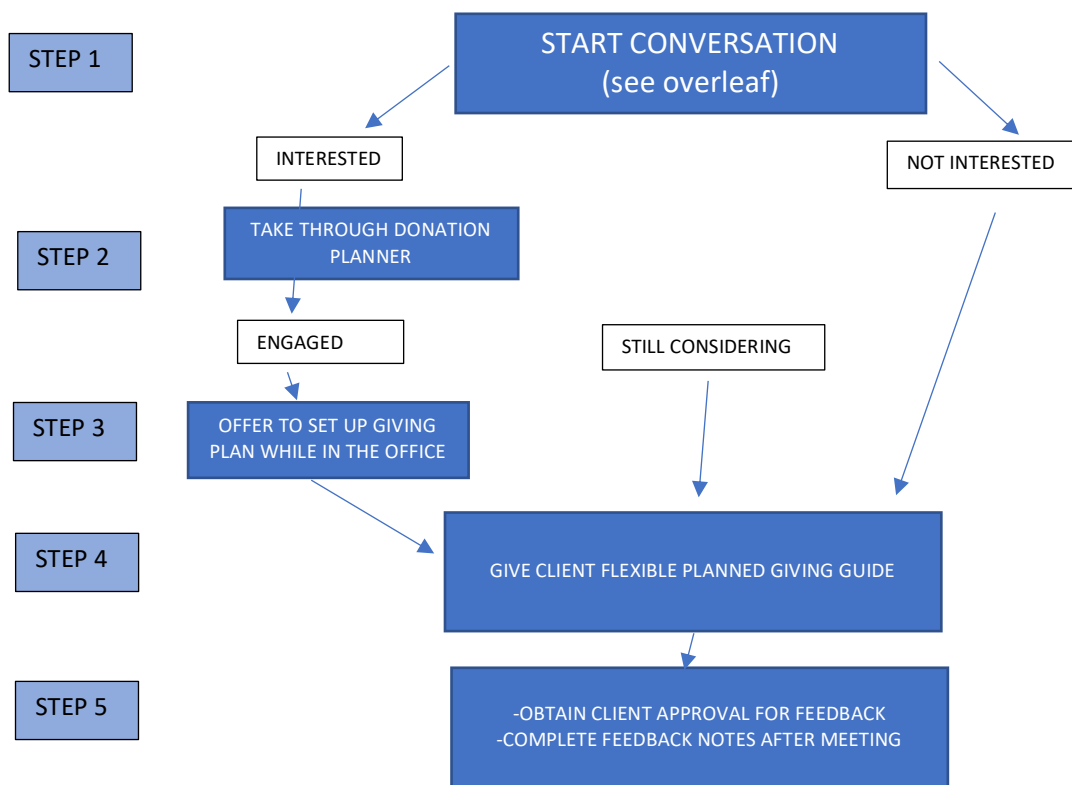 STEP 1
START CONVERSATION
(see overleaf)
INTERESTED
NOT INTERESTED
STEP 2
TAKE THROUGH DONATION
PLANNER
ENGAGED
STILL CONSIDERING
STEP 3
OFFER TO SET UP GIVING
PLAN WHILE IN THE OFFICE
STEP 4
GIVE CLIENT FLEXIBLE PLANNED GIVING GUIDE
STEP 5
-OBTAIN CLIENT APPROVAL FOR FEEDBACK
-COMPLETE FEEDBACK NOTES AFTER MEETING